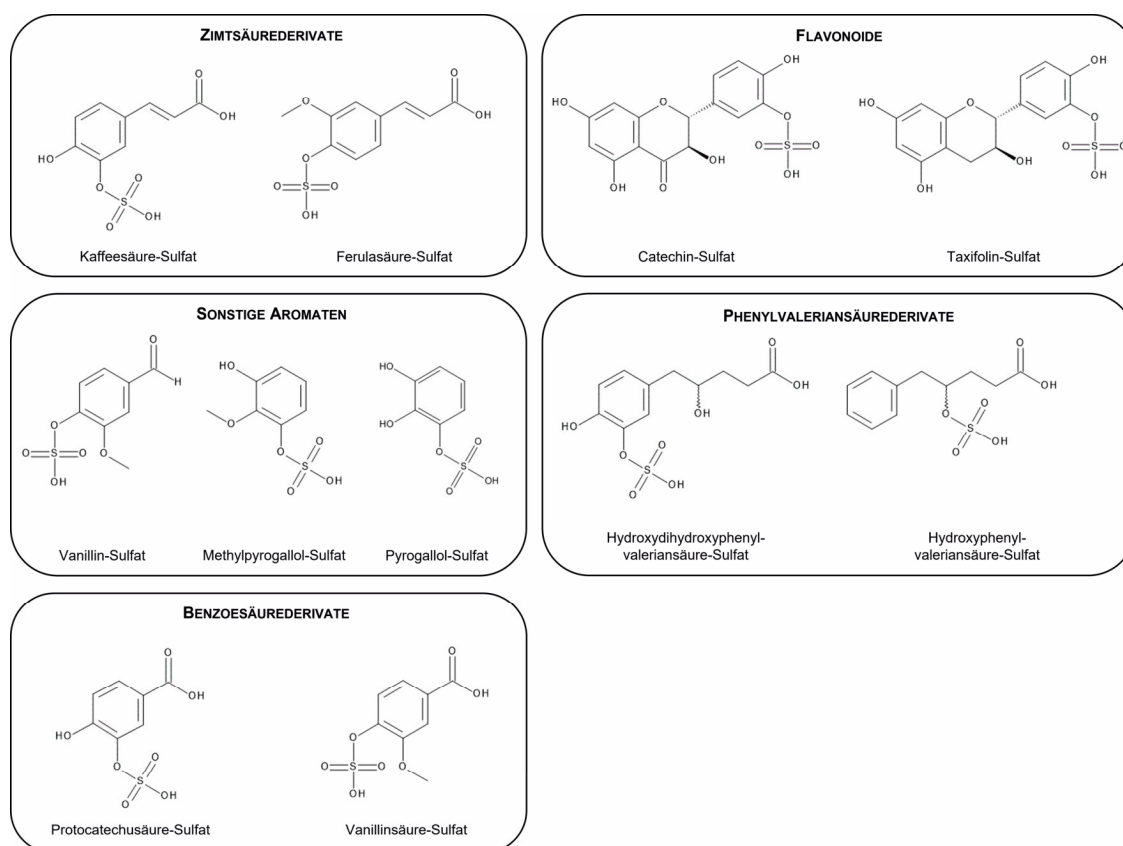 ZIMTSÄUREDERIVATE
O
OH
HO
O
O
S
O
OH
Kaffeesäure-Sulfat
O
O
OH
O
O S O
OH
Ferulasäure-Sulfat
FLAVONOIDE
OH
HO
O
O
OH
O S O
OH
OH
O
Catechin-Sulfat
OH
HO
O
O
OH
O S O
OH
OH
Taxifolin-Sulfat
SONSTIGE AROMATEN
O
H
O
O S O
O
OH
Vanillin-Sulfat
HO
O
O
O
S
OH
O
Methylpyrogallol-Sulfat
HO
HO
O
O
S
OH
O
Pyrogallol-Sulfat
PHENYLVALERIANSÄUREDERIVATE
O
OH
OH
HO
O
O
S
OH
O
Hydroxydihydroxyphenyl-
valeriansäure-Sulfat
O
OH
O
O
S
OH
O
Hydroxyphenyl-
valeriansäure-Sulfat
BENZOESÄUREDERIVATE
O
OH
HO
O
O
S
O
OH
Protocatechusäure-Sulfat
O
OH
O
O S O
O
OH
Vanillinsäure-Sulfat